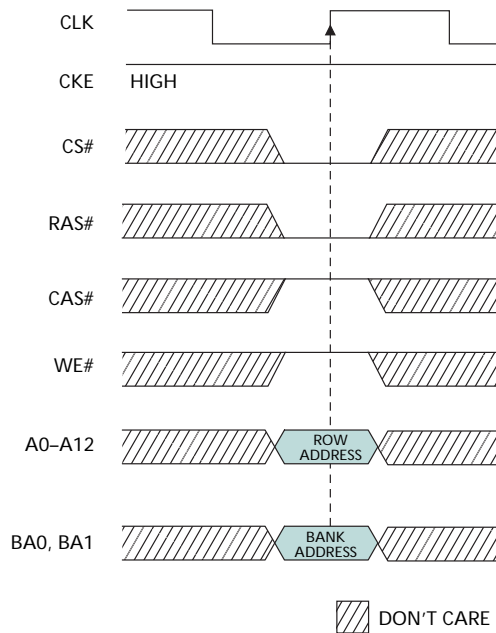 CLK
CKE HIGH
CS#
RAS#
CAS#
WE#
A0–A12 ROW
ADDRESS
BA0, BA1 BANK
ADDRESS
DON'T CARE